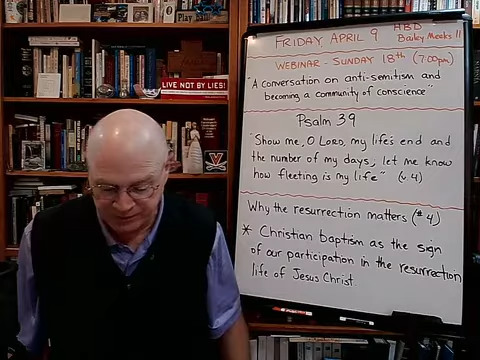 Play
LIVE NOT BY LIES!
V
FRIDAY APRIL 9
HBD
Bailey Meeks !!
WEBINAR - SUNDAY 18th (7:00pm)
"A conversation on anti-semitism and
becoming a community of conscience"
Psalm 39
"Show me, O LORD, my life's end and
the number of my days; let me know
how fleeting is my life" (v. 4)
Why the resurrection matters (#4)
* Christian baptism as the sign
of our participation in the resurrection
life of Jesus Christ.